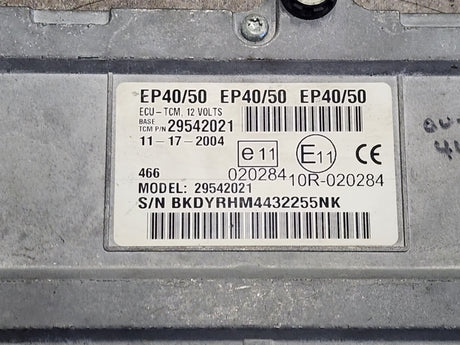 EP40/50 EP40/50 EP40/50
ECU-TCM, 12 VOLTS
BASE
TCM P/N 29542021
11-17-2004
e11
E11
CE
466
020284
10R-020284
MODEL: 29542021
S/N BKDYRHM4432255NK